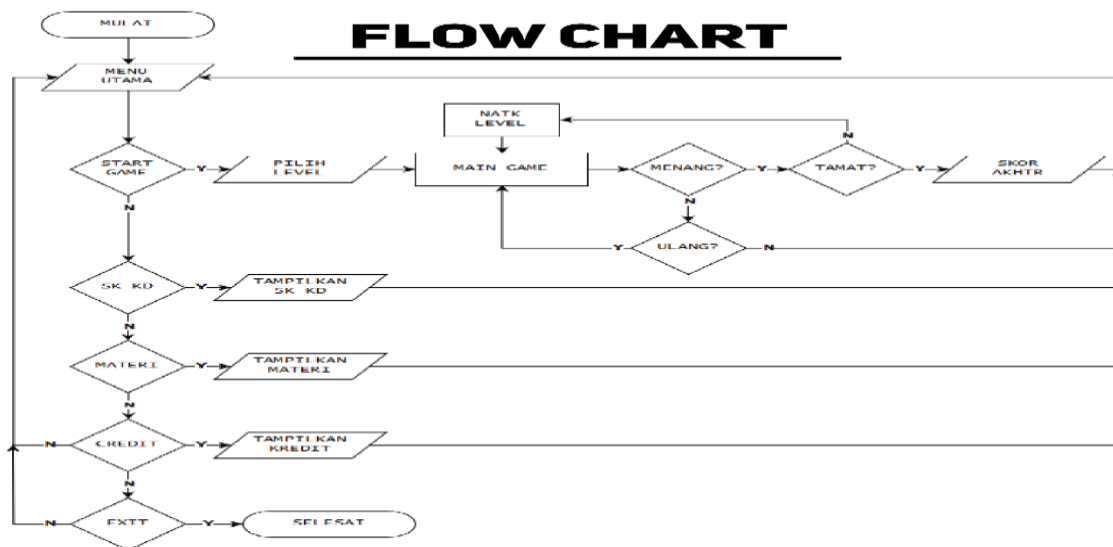 MULAI
FLOW CHART
MENU
UTAMA
NAIK
LEVEL
N
START
GAME
Y
PILIH
LEVEL
MAIN GAME
MENANG?
Y
TAMAT?
Y
SKOR
AKHIR
N
N
Y
ULANG?
N
SK KD
Y
TAMPILKAN
SK KD
N
MATERI
Y
TAMPILKAN
MATERI
N
N
CREDIT
Y
TAMPILKAN
KREDIT
N
N
EXIT
Y
SELESAI